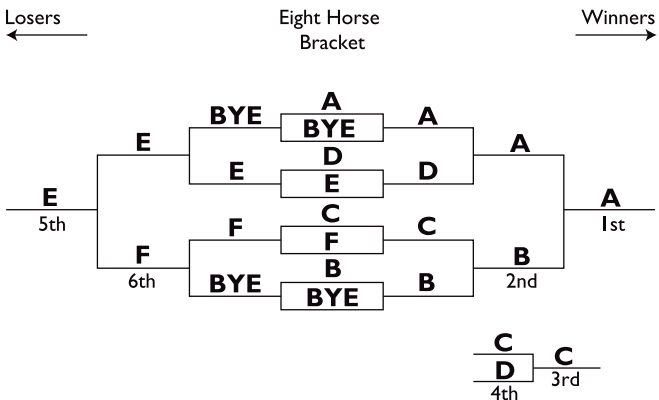 Losers
Eight Horse
Bracket
Winners
A
BYE
BYE
A
E
D
A
E
E
D
E
5th
A
1st
C
F
F
C
F
6th
B
2nd
B
BYE
BYE
B
C
D
4th
C
3rd